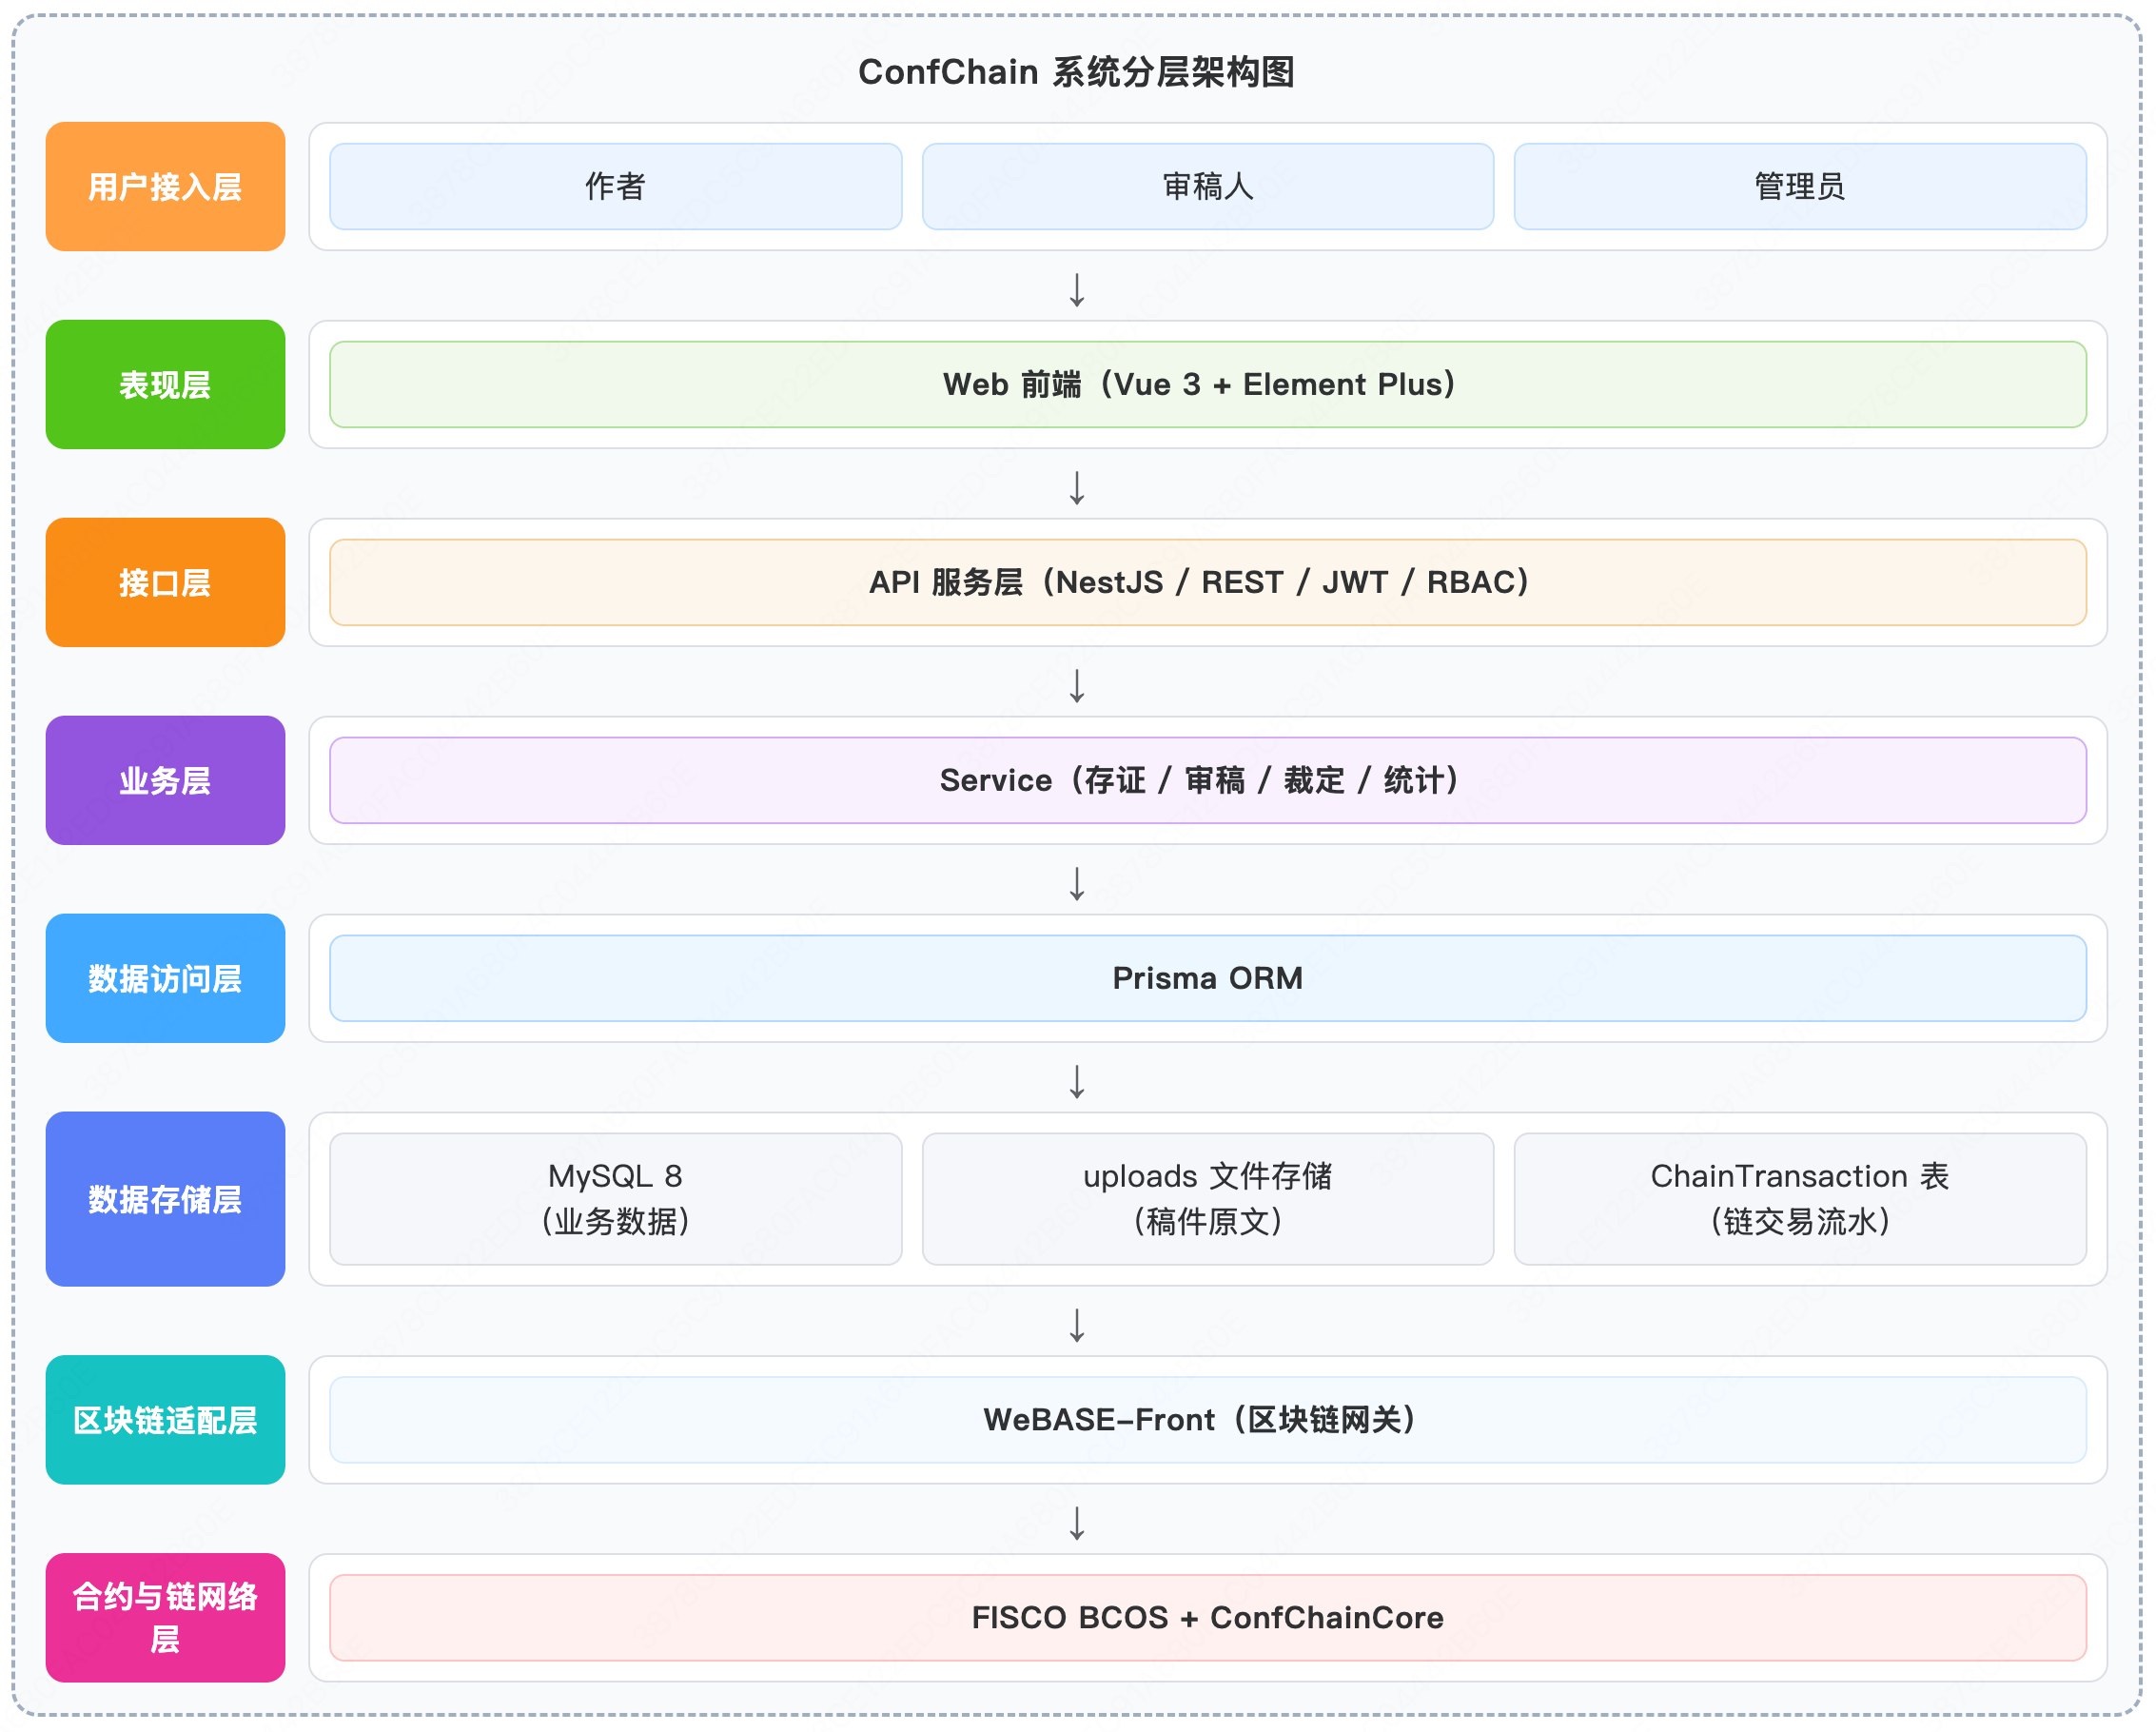 ConfChain 系统分层架构图
用户接入层
作者
审稿人
管理员
↓
表现层
Web 前端（Vue 3 + Element Plus）
↓
接口层
API 服务层（NestJS / REST / JWT / RBAC）
↓
业务层
Service（存证 / 审稿 / 裁定 / 统计）
↓
数据访问层
Prisma ORM
↓
数据存储层
MySQL 8
（业务数据）
uploads 文件存储
（稿件原文）
ChainTransaction 表
（链交易流水）
↓
区块链适配层
WeBASE-Front（区块链网关）
↓
合约与链网络
层
FISCO BCOS + ConfChainCore